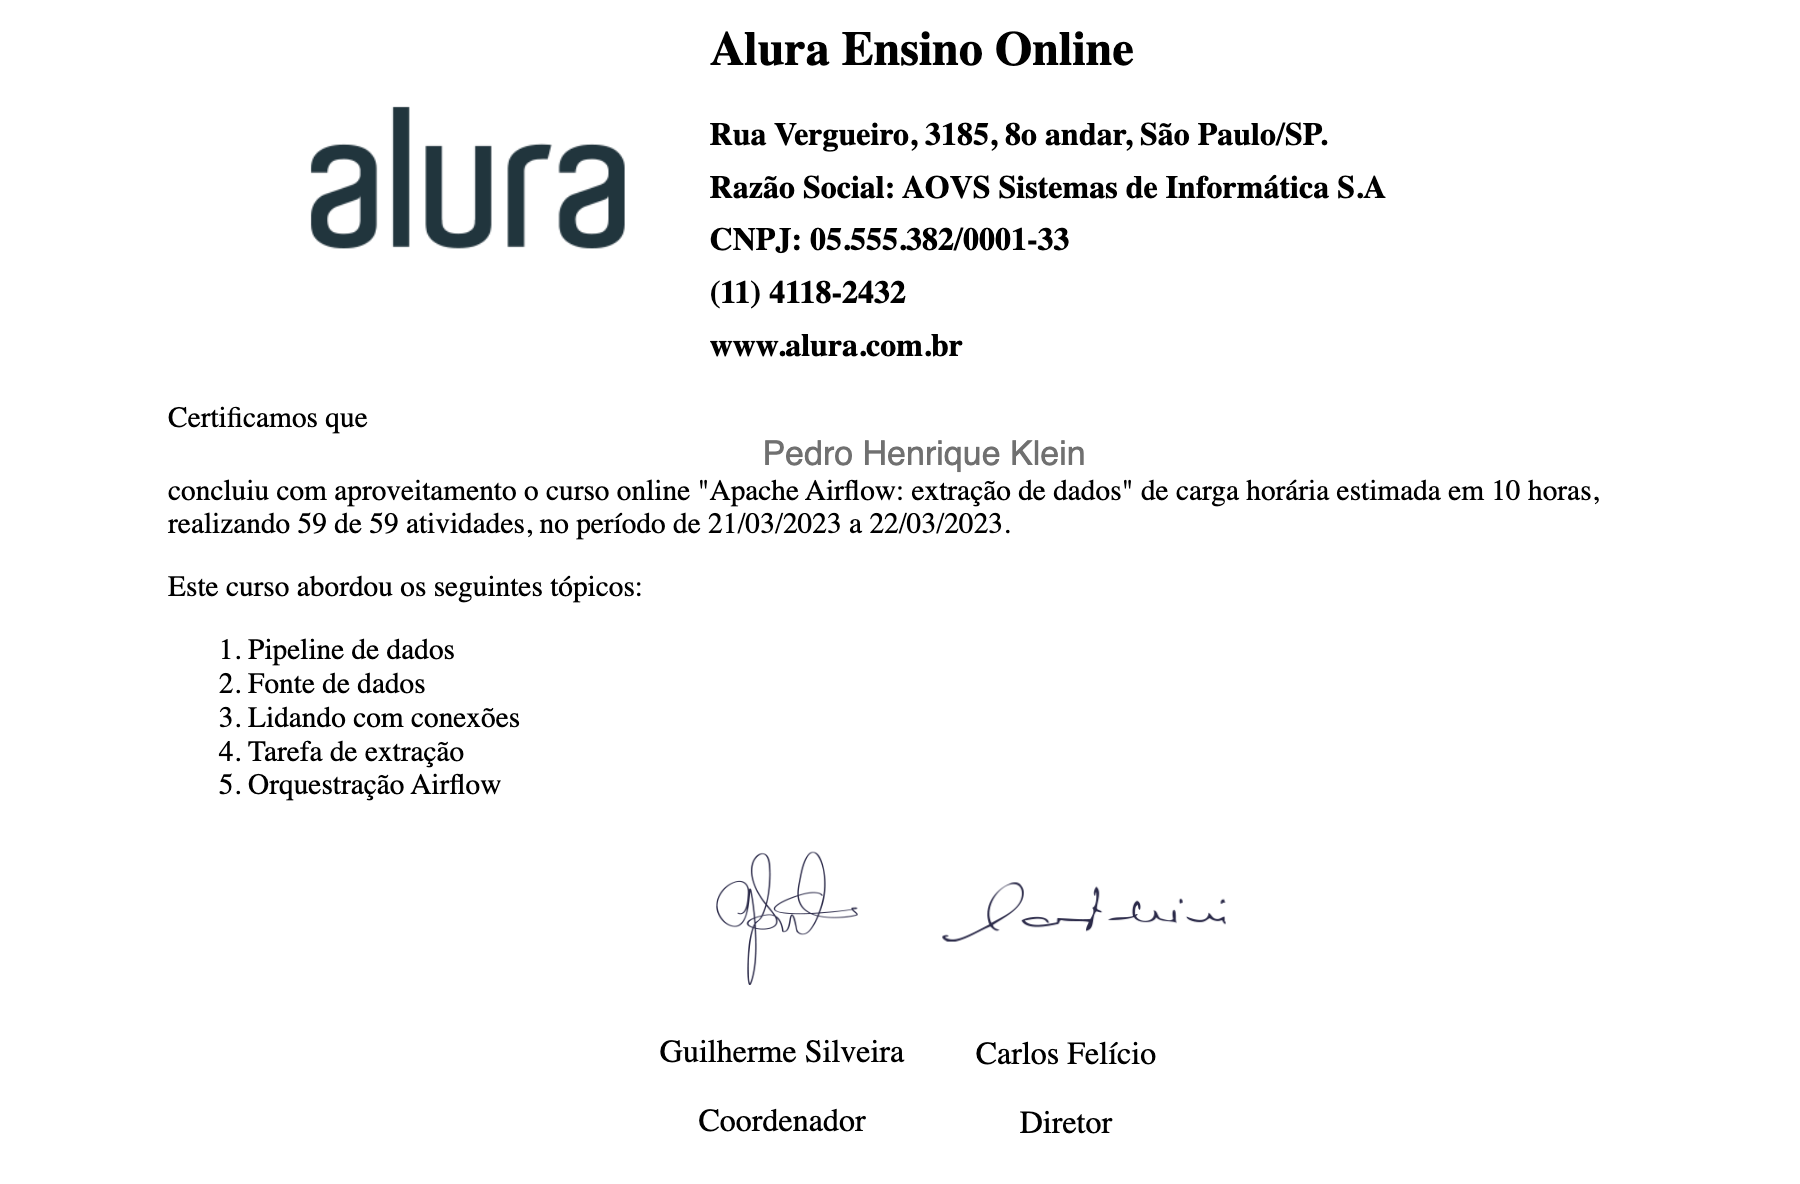 Alura Ensino Online
alura
Rua Vergueiro, 3185, 8o andar, São Paulo/SP.
Razão Social: AOVS Sistemas de Informática S.A
CNPJ: 05.555.382/0001-33
(11) 4118-2432
www.alura.com.br
Certificamos que
Pedro Henrique Klein
concluiu com aproveitamento o curso online "Apache Airflow: extração de dados" de carga horária estimada em 10 horas,
realizando 59 de 59 atividades, no período de 21/03/2023 a 22/03/2023.
Este curso abordou os seguintes tópicos:
1. Pipeline de dados
2. Fonte de dados
3. Lidando com conexões
4. Tarefa de extração
5. Orquestração Airflow
Guilherme Silveira
Carlos Felício
Coordenador
Diretor